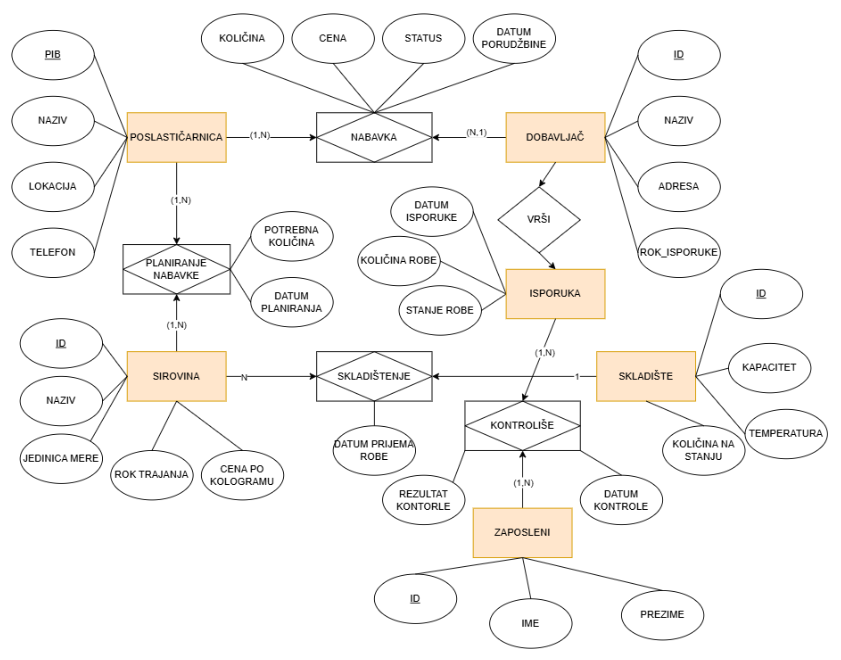 KOLIČINA
CENA
STATUS
DATUM
PORUDŽBINE
PIB
ID
NAZIV
NAZIV
POSLASTIČARNICA
(1,N)
NABAVKA
(N,1)
DOBAVLJAČ
LOKACIJA
ADRESA
(1,N)
DATUM
ISPORUKE
VRŠI
POTREBNA
KOLIČINA
TELEFON
ROK_ISPORUKE
KOLIČINA ROBE
PLANIRANJE
NABAVKE
ISPORUKA
ID
DATUM
PLANIRANJA
STANJE ROBE
(1,N)
ID
(1,N)
KAPACITET
SIROVINA
N
SKLADIŠTENJE
1
SKLADIŠTE
NAZIV
KONTROLIŠE
TEMPERATURA
JEDINICA MERE
DATUM PRIJEMA
ROBE
KOLIČINA NA
STANJU
ROK TRAJANJA
CENA PO
KOLOGRAMU
(1,N)
REZULTAT
KONTORLE
DATUM
KONTROLE
ZAPOSLENI
ID
IME
PREZIME